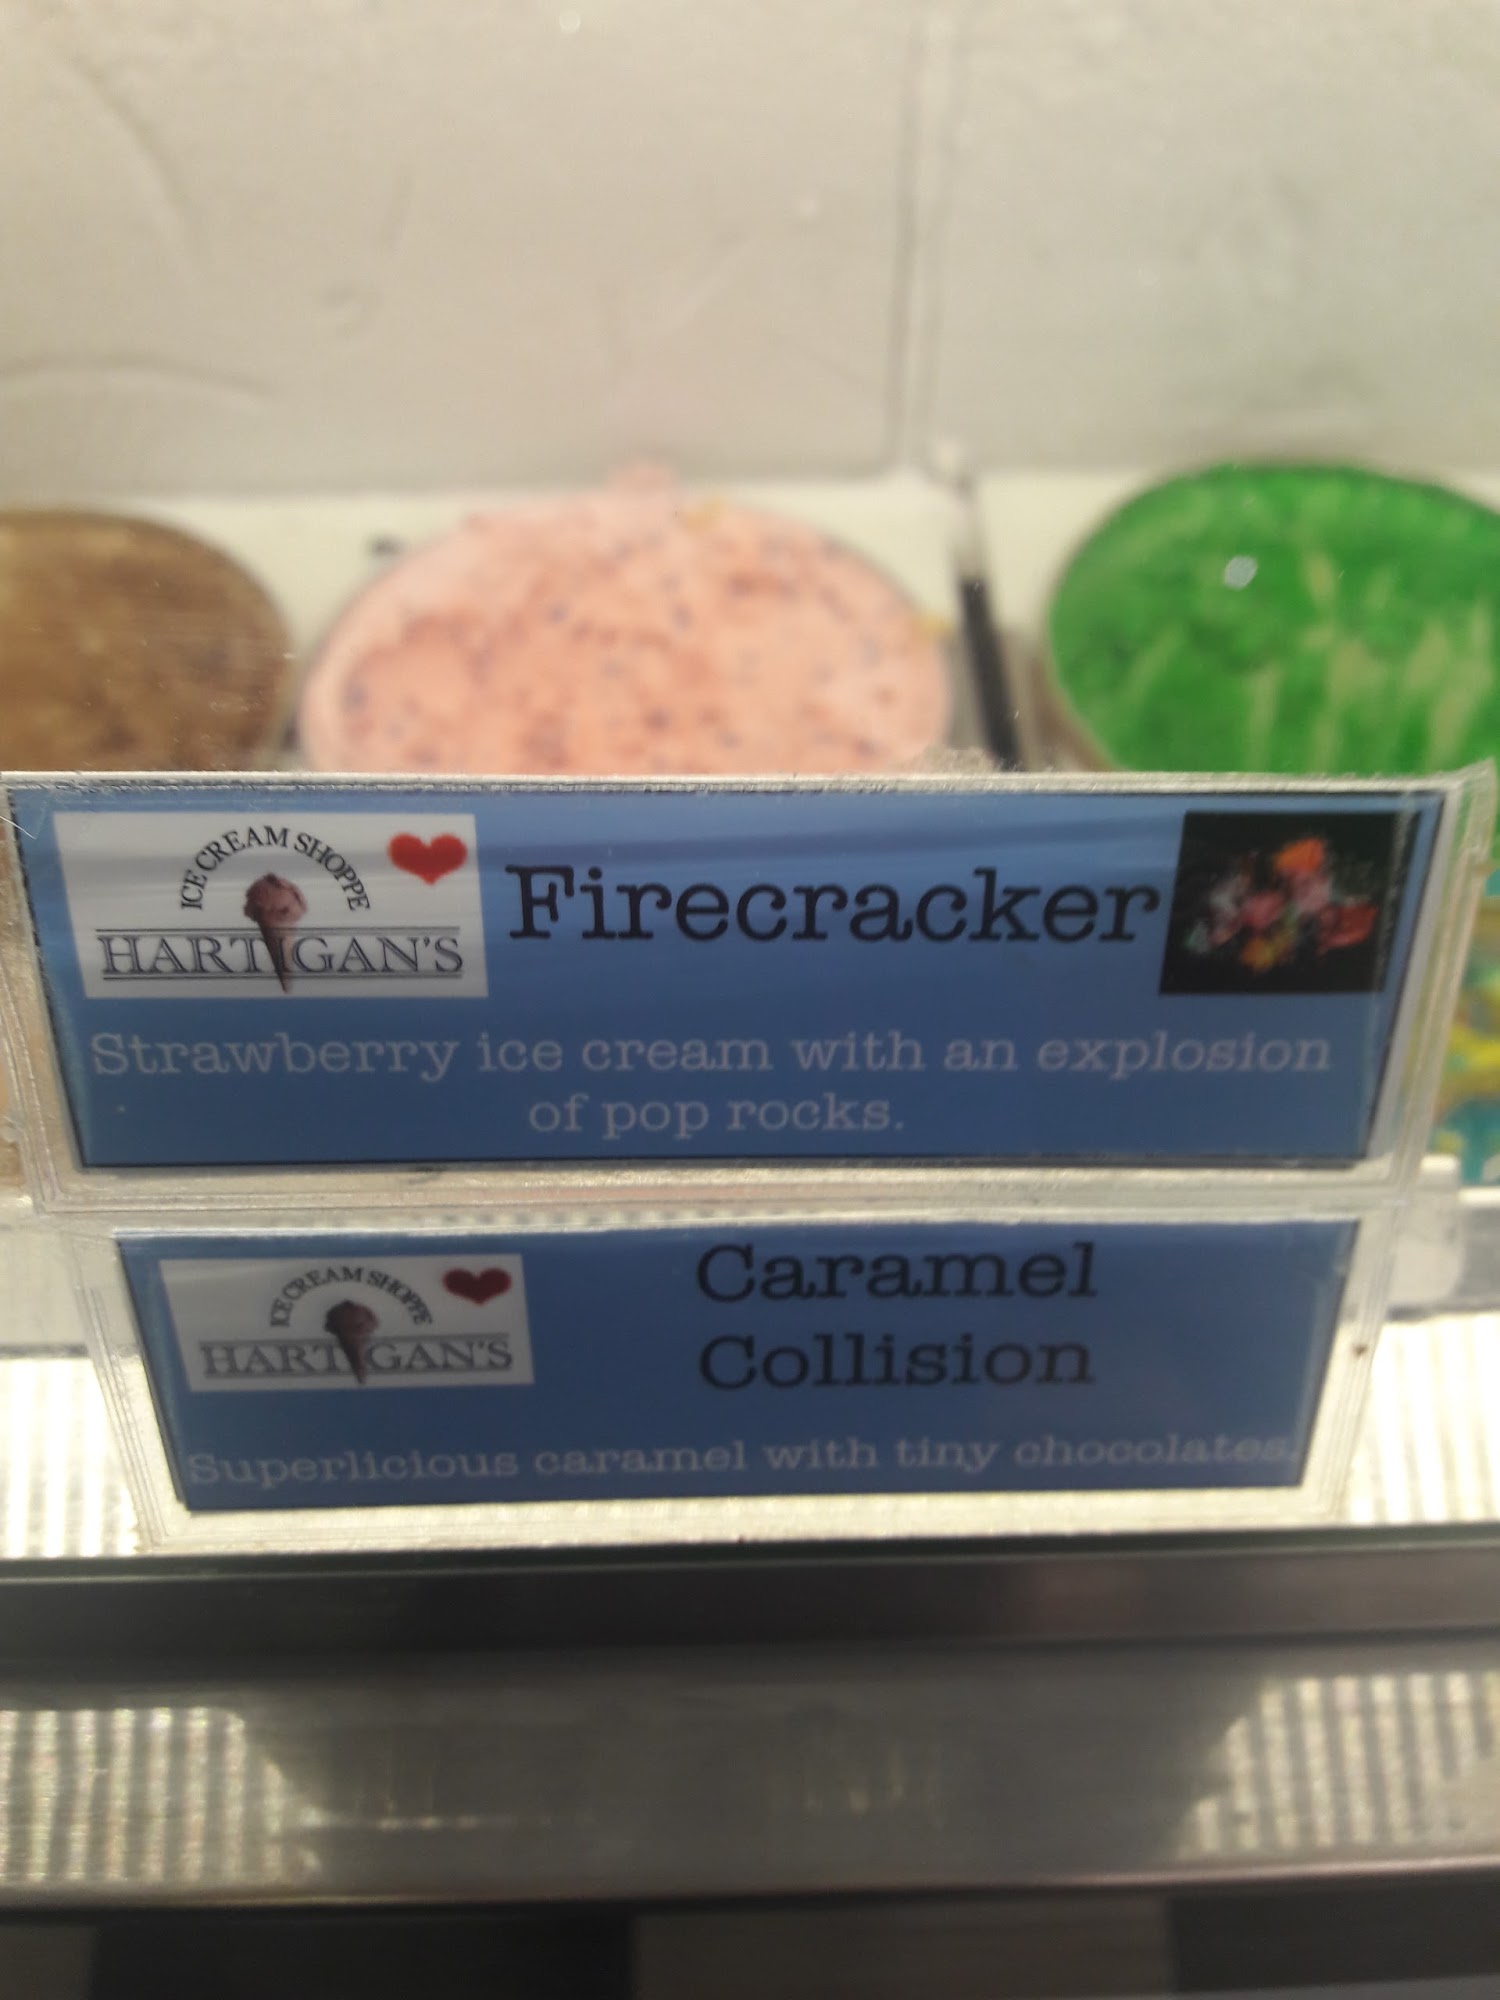 ICE CREAM SHOPPE
HARTIGAN'S
Firecracker
Strawberry ice cream with an explosion
of pop rocks.
ICE CREAM SHOPPE
HARTIGAN'S
Caramel
Collision
Superlicious caramel with tiny chocolates.